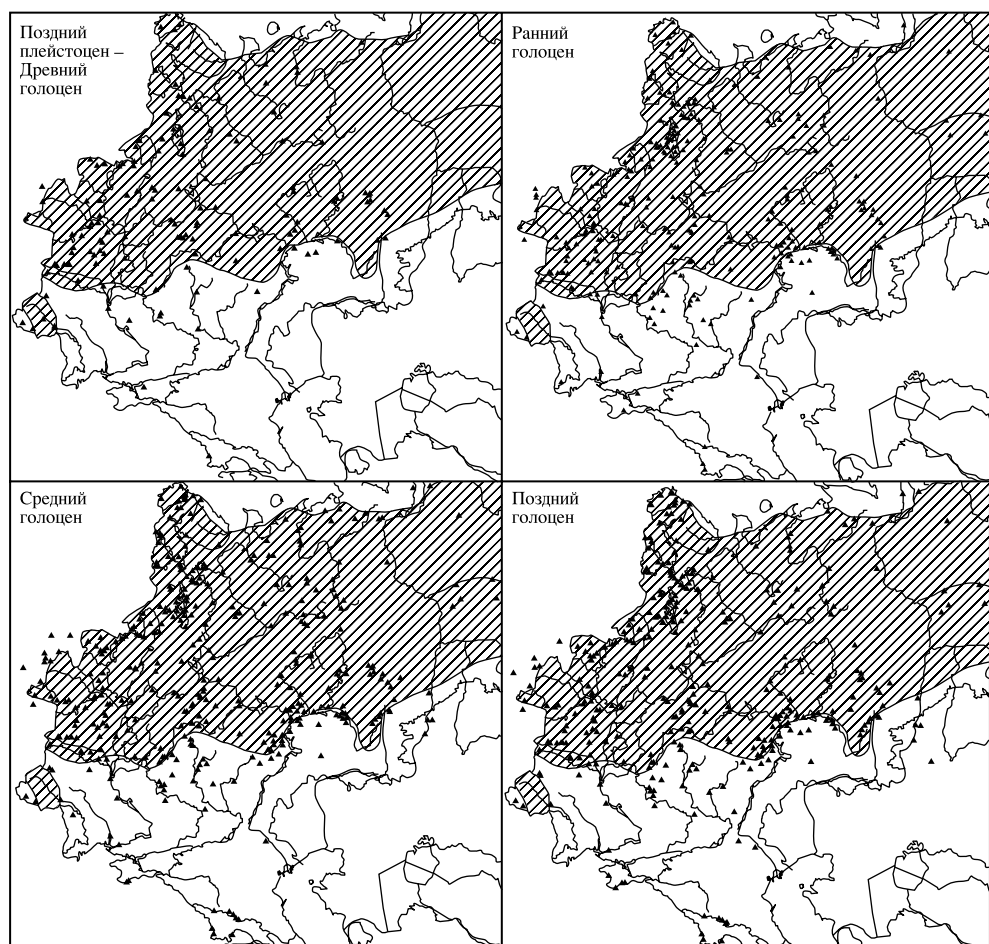 Поздний
плейстоцен –
Древний
голоцен
Ранний
голоцен
Средний
голоцен
Поздний
голоцен